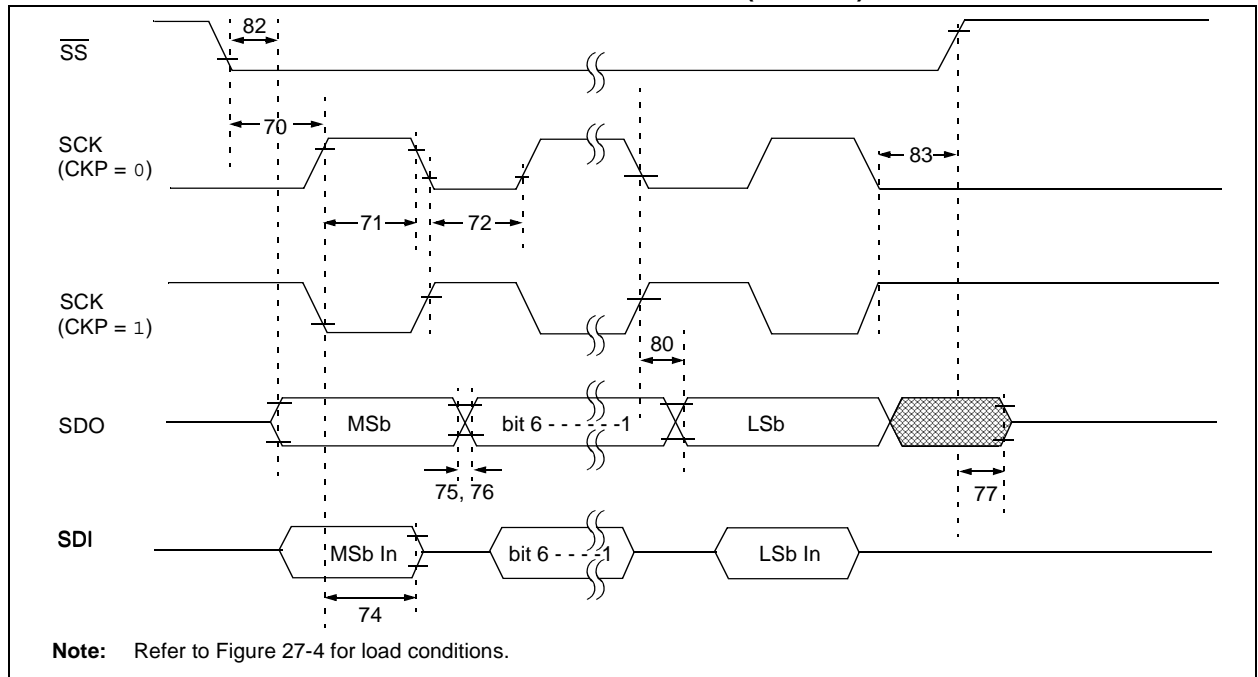 82
SS
70
SCK
(CKP = 0)
83
71
72
SCK
(CKP = 1)
80
SDO
MSb
bit 6 - - - - - -1
LSb
75, 76
77
SDI
MSb In
bit 6 - - - -1
LSb In
74
Note: Refer to Figure 27-4 for load conditions.